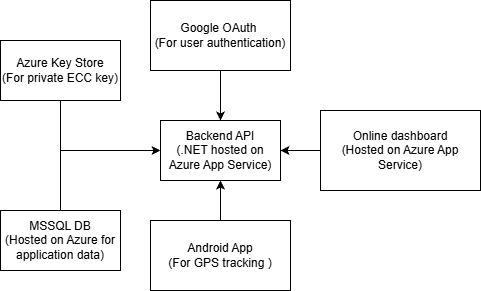 Google OAuth
(For user authentication)
Azure Key Store
(For private ECC key)
Backend API
(.NET hosted on
Azure App Service)
Online dashboard
(Hosted on Azure App
Service)
MSSQL DB
(Hosted on Azure for
application data)
Android App
(For GPS tracking )